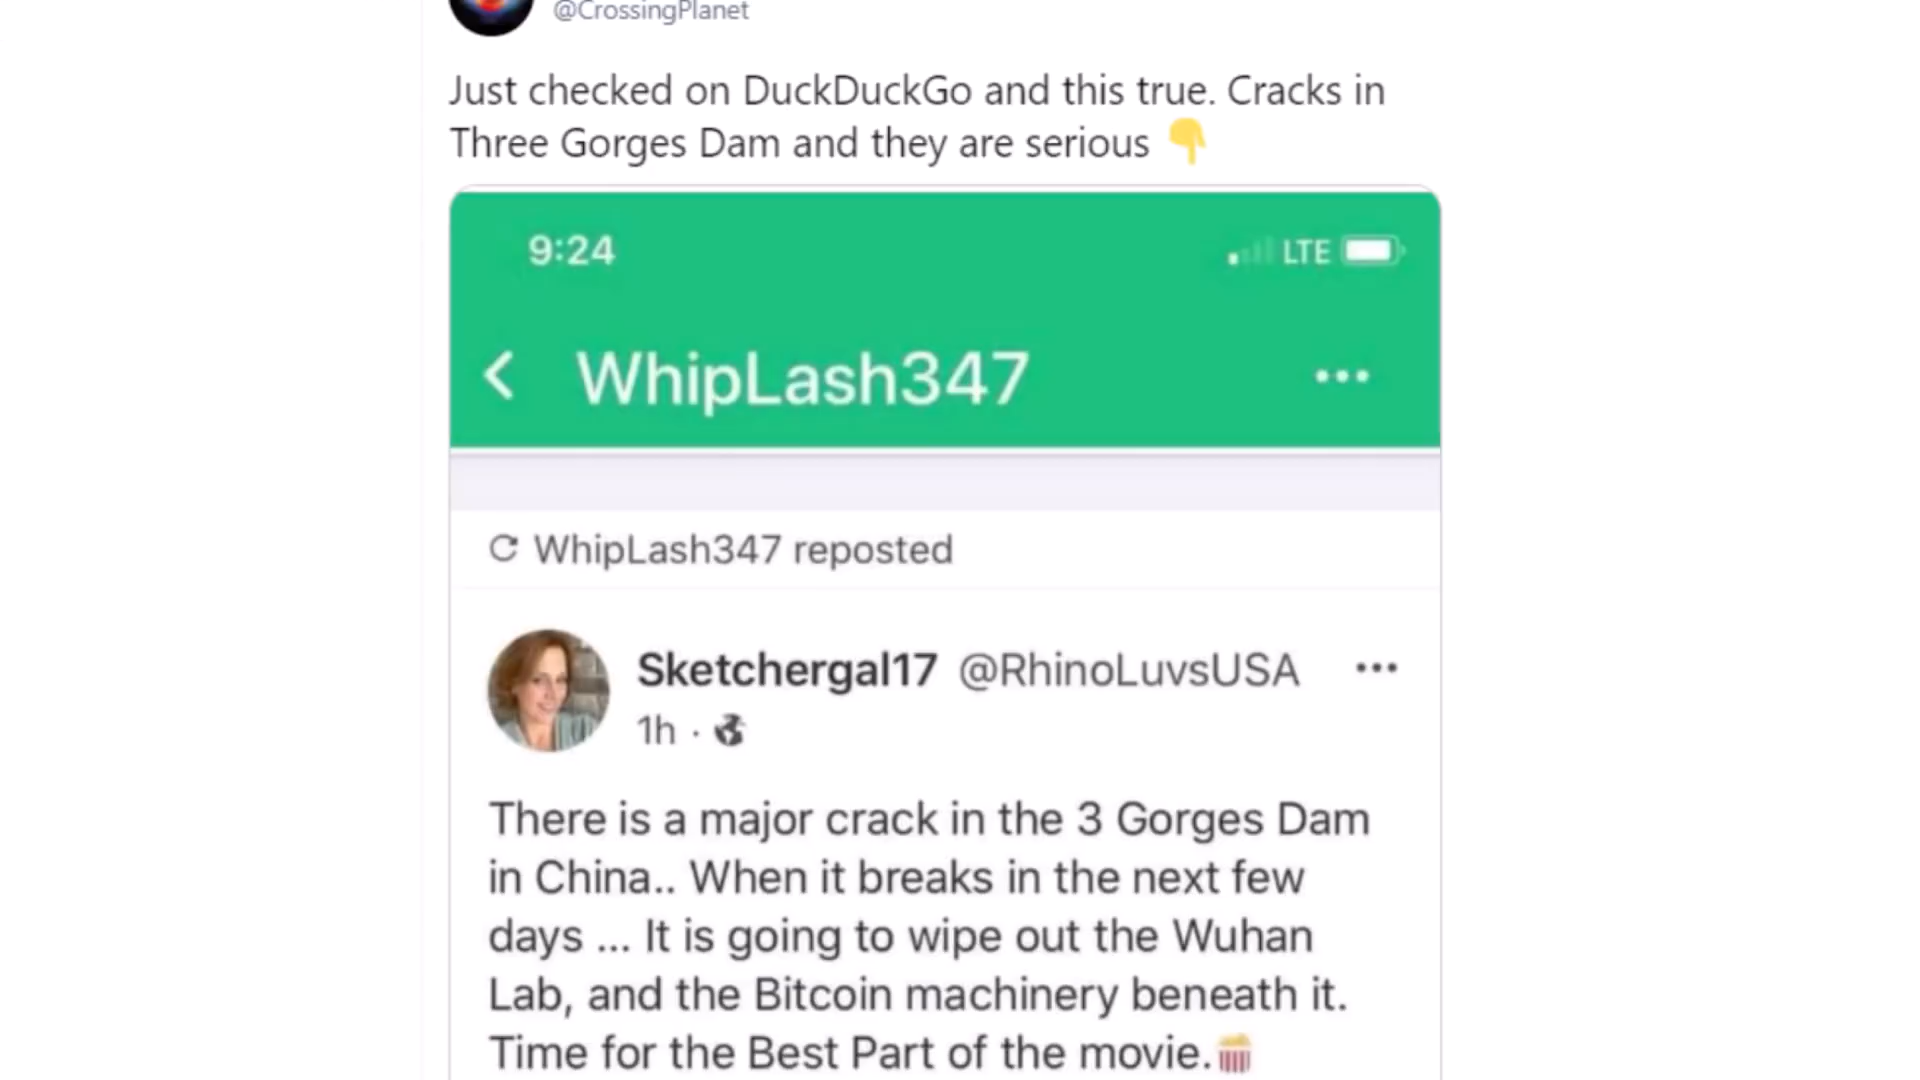 @CrossingPlanet
Just checked on DuckDuckGo and this true. Cracks in
Three Gorges Dam and they are serious 👇
9:24
LTE
WhipLash347
WhipLash347 reposted
Sketchergal17 @RhinoLuvsUSA
1h ·
There is a major crack in the 3 Gorges Dam
in China.. When it breaks in the next few
days ... It is going to wipe out the Wuhan
Lab, and the Bitcoin machinery beneath it.
Time for the Best Part of the movie.🍿